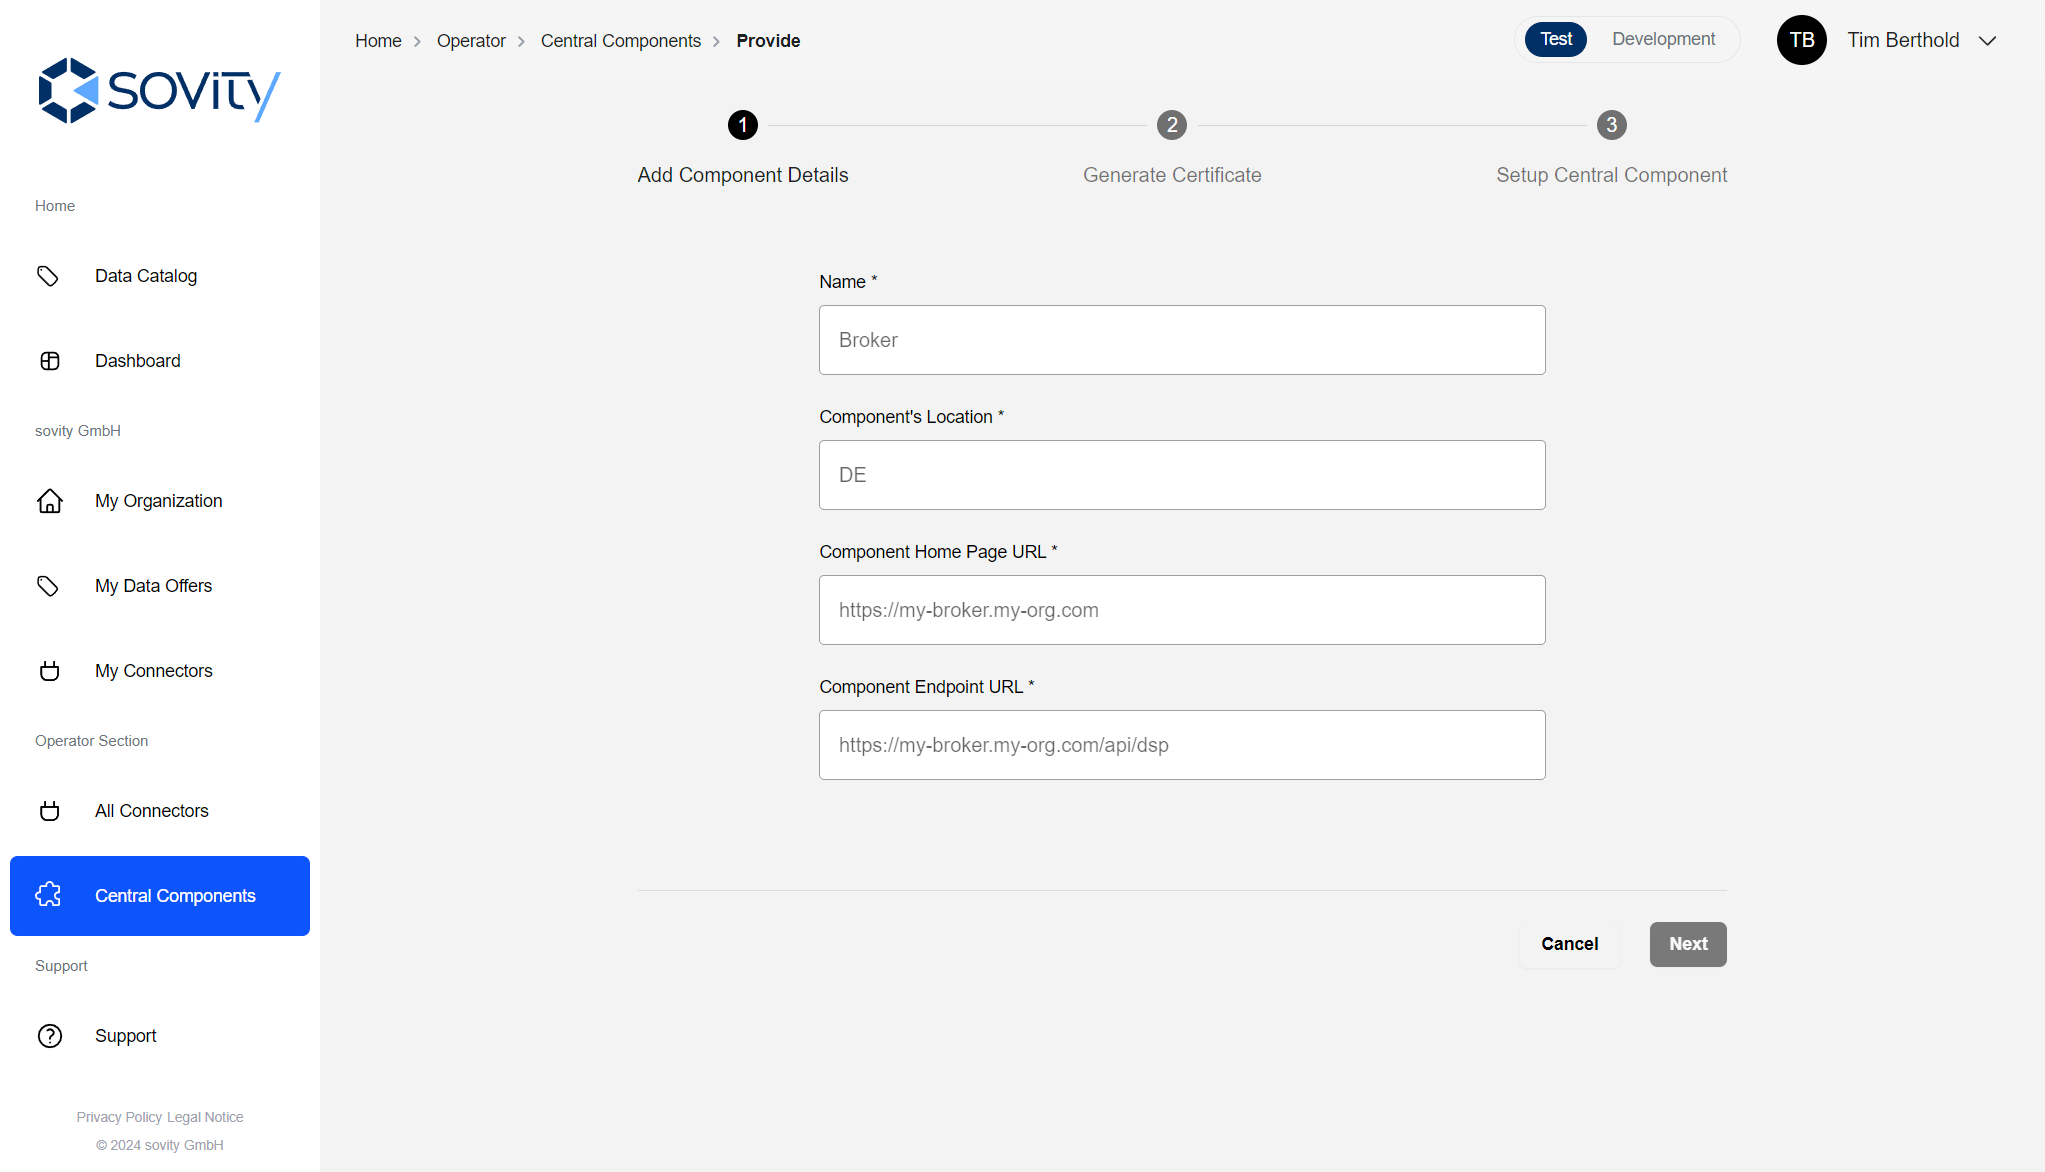 sovity
Home
Data Catalog
Dashboard
sovity GmbH
My Organization
My Data Offers
My Connectors
Operator Section
All Connectors
Central Components
Support
Support
Privacy Policy Legal Notice
© 2024 sovity GmbH
Home > Operator > Central Components > Provide
Test Development
TB Tim Berthold
1 2 3
Add Component Details Generate Certificate Setup Central Component
Name *
Broker
Component's Location *
DE
Component Home Page URL *
https://my-broker.my-org.com
Component Endpoint URL *
https://my-broker.my-org.com/api/dsp
Cancel Next